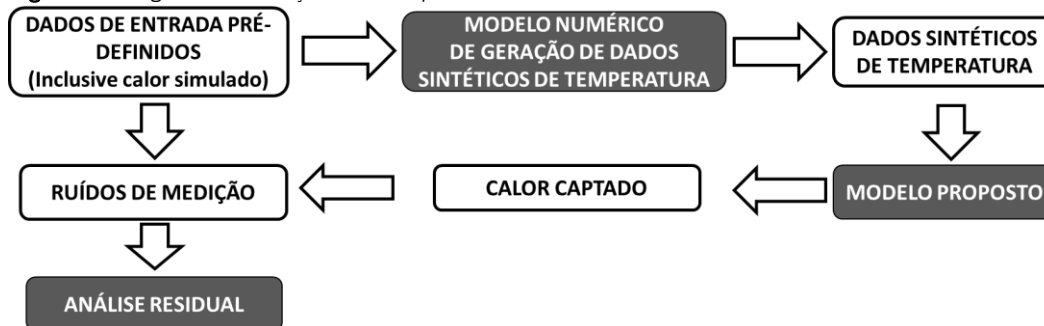 DADOS DE ENTRADA PRÉ-
DEFINIDOS
(Inclusive calor simulado)
MODELO NUMÉRICO
DE GERAÇÃO DE DADOS
SINTÉTICOS DE TEMPERATURA
DADOS SINTÉTICOS
DE TEMPERATURA
RUÍDOS DE MEDIÇÃO
CALOR CAPTADO
MODELO PROPOSTO
ANÁLISE RESIDUAL